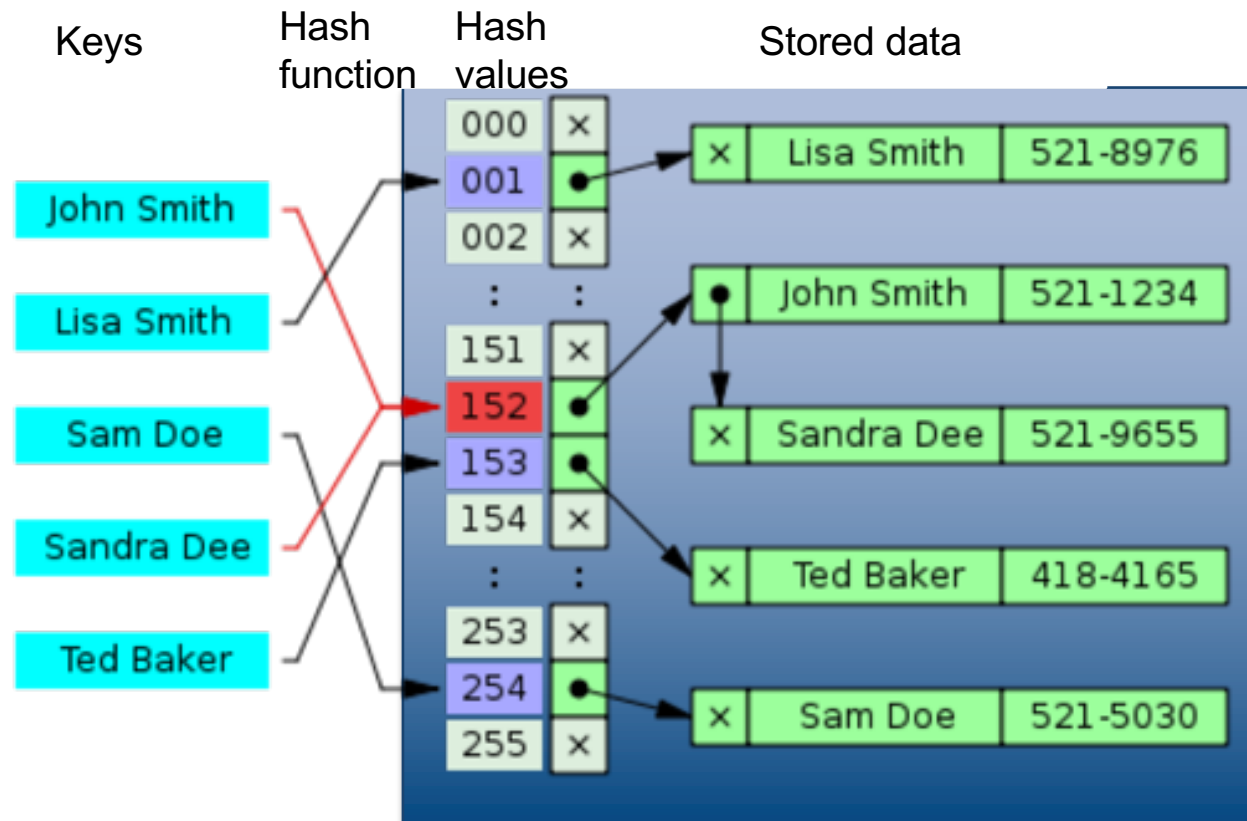 Keys
Hash
function
Hash
values
Stored data
John Smith
Lisa Smith
Sam Doe
Sandra Dee
Ted Baker
000 ×
001
002 ×
: :
151 ×
152
153
154 ×
: :
253 ×
254
255 ×
× Lisa Smith 521-8976
John Smith 521-1234
× Sandra Dee 521-9655
× Ted Baker 418-4165
× Sam Doe 521-5030